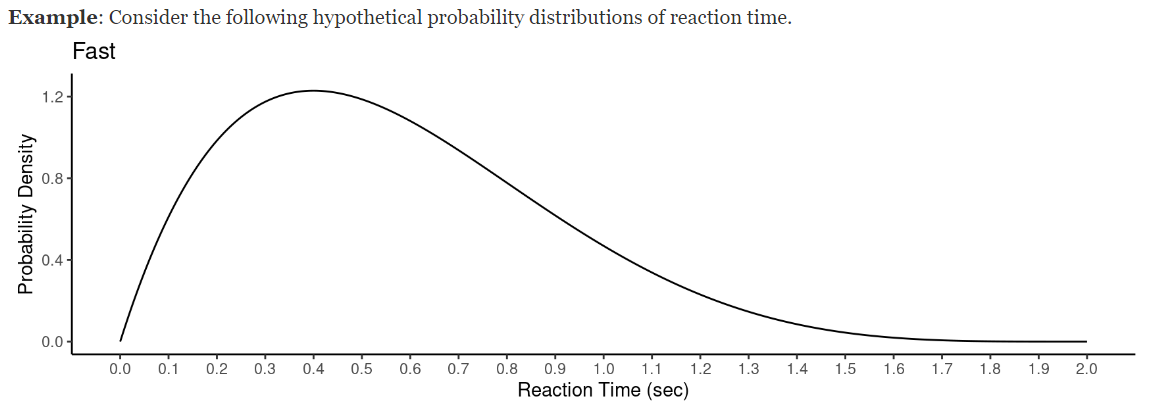 Example: Consider the following hypothetical probability distributions of reaction time.
Fast
1.2
0.8
0.4
0.0
Probability Density
0.0 0.1 0.2 0.3 0.4 0.5 0.6 0.7 0.8 0.9 1.0 1.1 1.2 1.3 1.4 1.5 1.6 1.7 1.8 1.9 2.0
Reaction Time (sec)